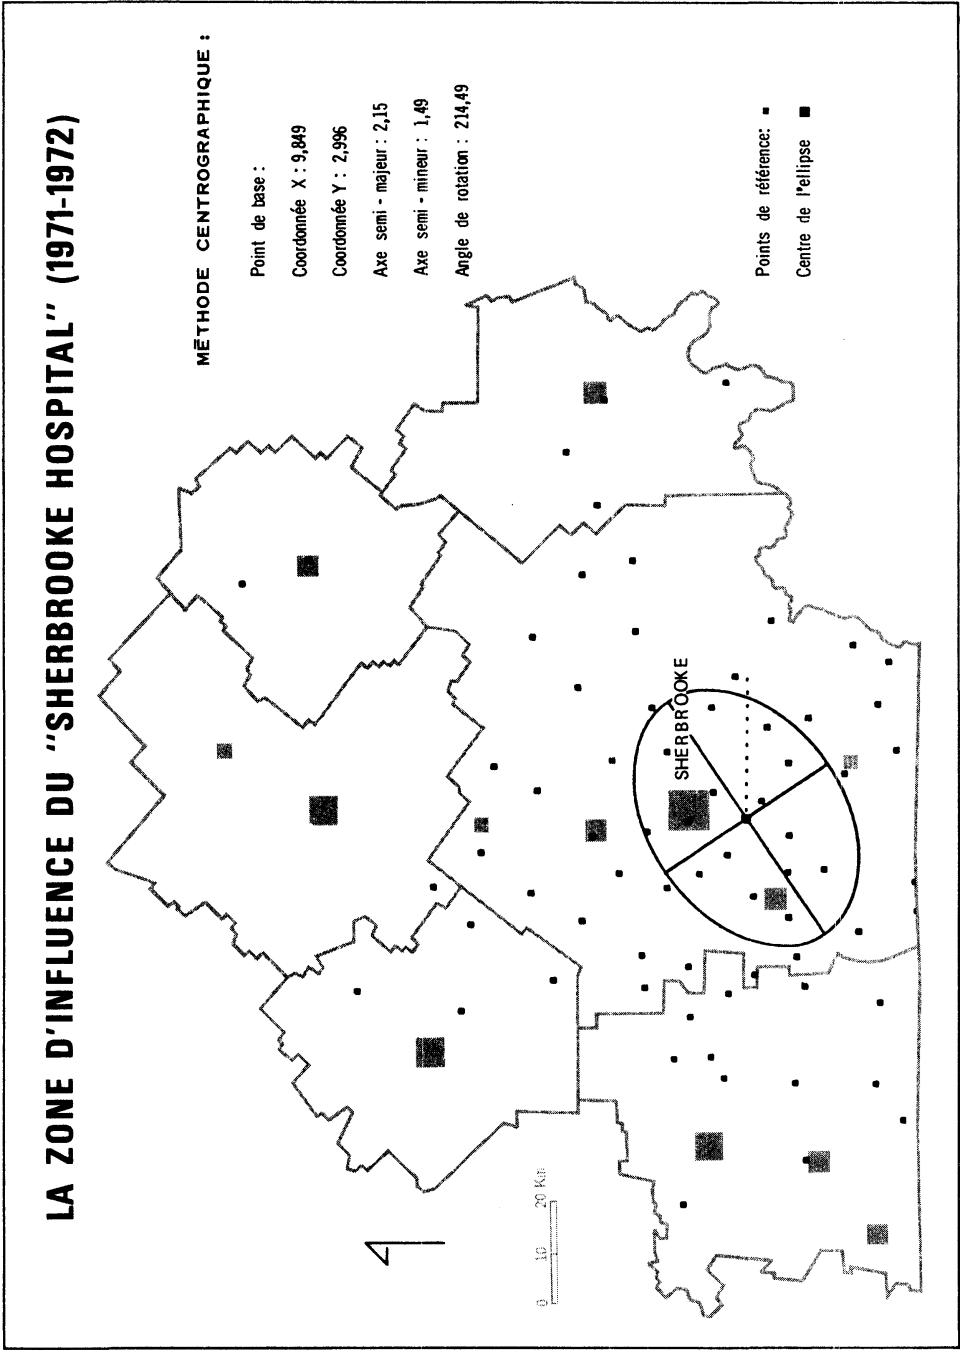 LA ZONE D'INFLUENCE DU "SHERBROOKE HOSPITAL" (1971-1972)
MĒTHODE CENTROGRAPHIQUE :
Point de base :
Coordonnée X : 9,849
Coordonnée Y : 2,996
Axe semi - majeur : 2,15
Axe semi - mineur : 1,49
Angle de rotation : 214,49
SHERBROOKE
0 10 20 Km
Points de référence:
Centre de l'ellipse